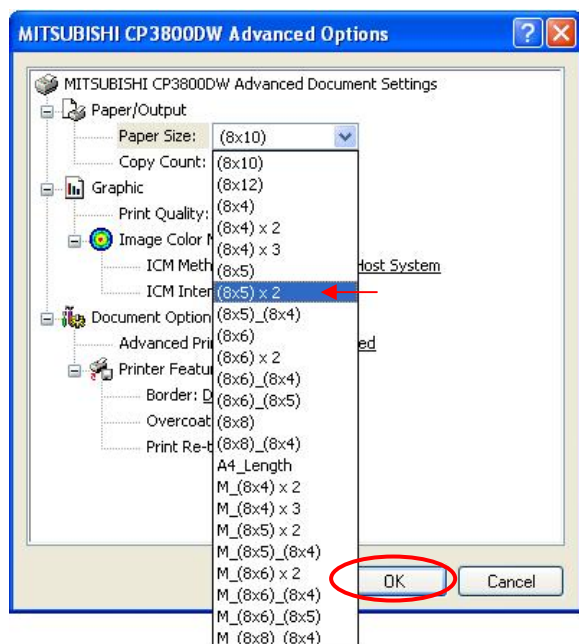 MITSUBISHI CP3800DW Advanced Options
MITSUBISHI CP3800DW Advanced Document Settings
Paper/Output
Paper Size: (8x10)
Copy Count:
(8x10)
(8x12)
Graphic
(8x4)
Print Quality:
(8x4) x 2
Image Color
(8x4) x 3
ICM Meth
(8x5)
Host System
ICM Inter
(8x5) x 2
Document Option
(8x5)_(8x4)
Advanced Pri
(8x6)
ed
(8x6) x 2
Printer Featu
(8x6)_(8x4)
Border:
(8x6)_(8x5)
Overcoat
(8x8)
Print Re-t
(8x8)_(8x4)
A4_Length
M_(8x4) x 2
M_(8x4) x 3
M_(8x5) x 2
M_(8x5)_(8x4)
M_(8x6) x 2
OK
Cancel
M_(8x6)_(8x4)
M_(8x6)_(8x5)
M_(8x8)_(8x4)